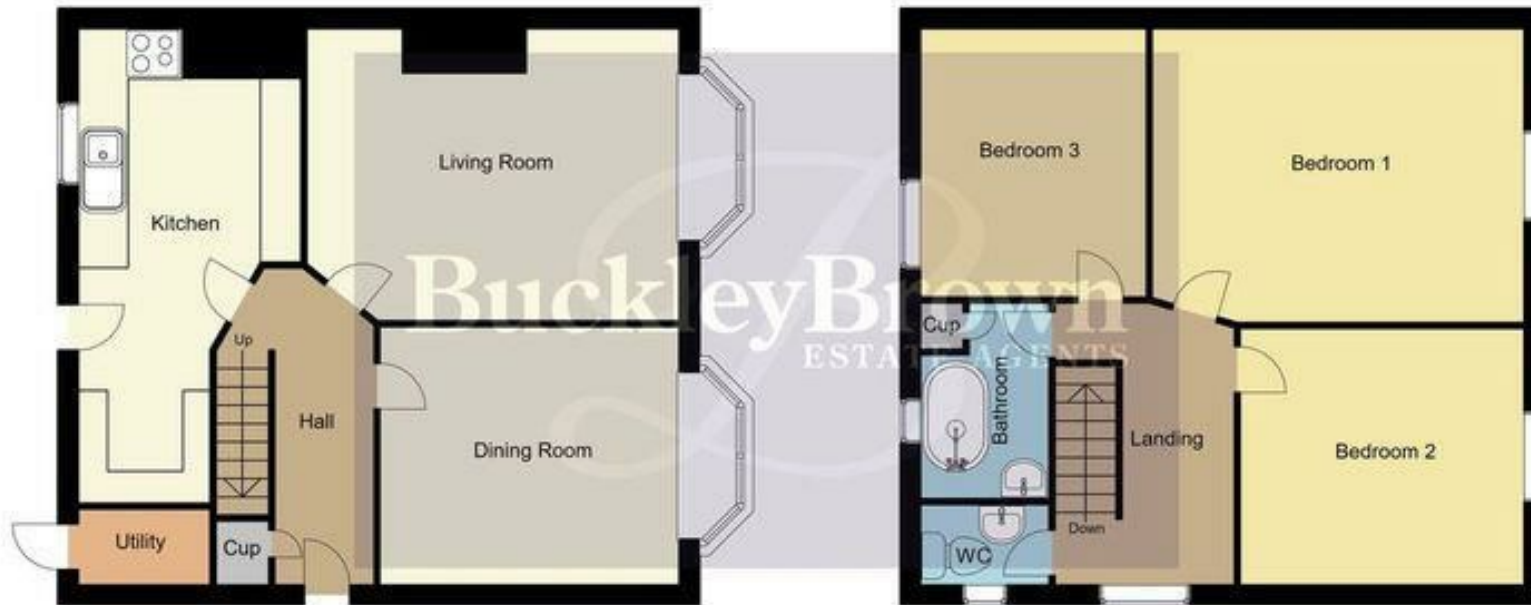 Living Room
Kitchen
Up
Hall
Dining Room
Utility
Cup
Bedroom 3
Bedroom 1
Cup
Bathroom
Landing
Bedroom 2
Down
WC
BuckleyBrown
ESTATE AGENTS